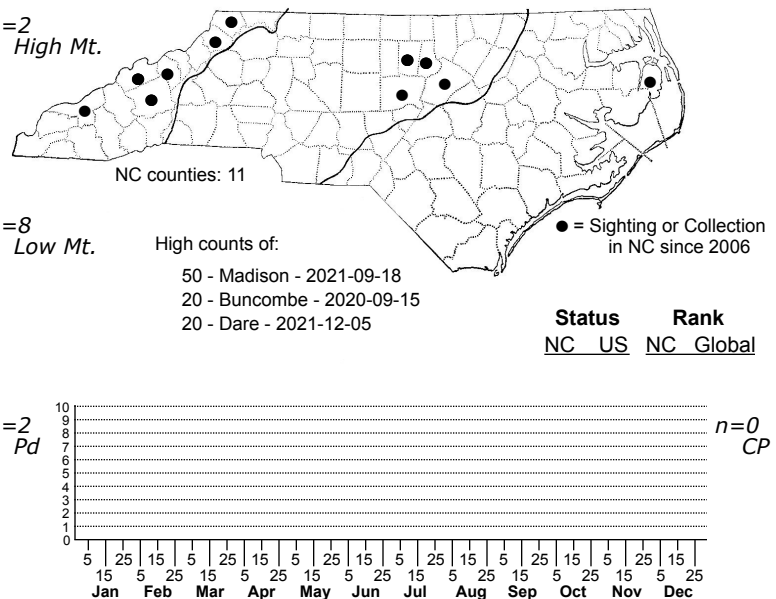 =2
High Mt.
NC counties: 11
=8
Low Mt.
High counts of:
50 - Madison - 2021-09-18
20 - Buncombe - 2020-09-15
20 - Dare - 2021-12-05
● = Sighting or Collection
in NC since 2006
Status Rank
NC US NC Global
=2
Pd
n=0
CP
10
9
8
7
6
5
4
3
2
1
0
5 25 15 5 25 15 5 25 15 5 25 15 5 25 15 5 25 15
15 5 25 15 5 25 15 5 25 15 5 25 15 5 25 15 5 25
Jan Feb Mar Apr May Jun Jul Aug Sep Oct Nov Dec